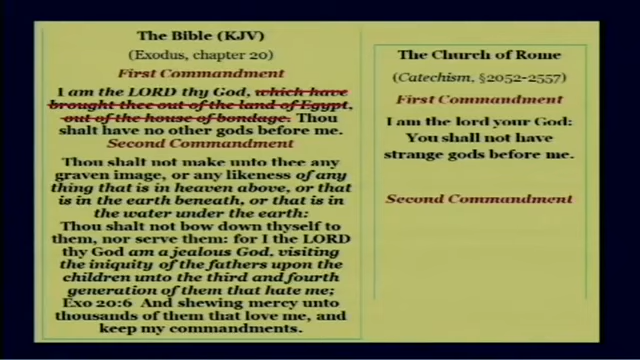 The Bible (KJV)
(Exodus, chapter 20)
First Commandment
I am the LORD thy God, which have
brought thee out of the land of Egypt,
out of the house of bondage. Thou
shalt have no other gods before me.
Second Commandment
Thou shalt not make unto thee any
graven image, or any likeness of any
thing that is in heaven above, or that
is in the earth beneath, or that is in
the water under the earth:
Thou shalt not bow down thyself to
them, nor serve them: for I the LORD
thy God am a jealous God, visiting
the iniquity of the fathers upon the
children unto the third and fourth
generation of them that hate me;
Exo 20:6 And shewing mercy unto
thousands of them that love me, and
keep my commandments.
The Church of Rome
(Catechism, §2052-2557)
First Commandment
I am the lord your God:
You shall not have
strange gods before me.
Second Commandment